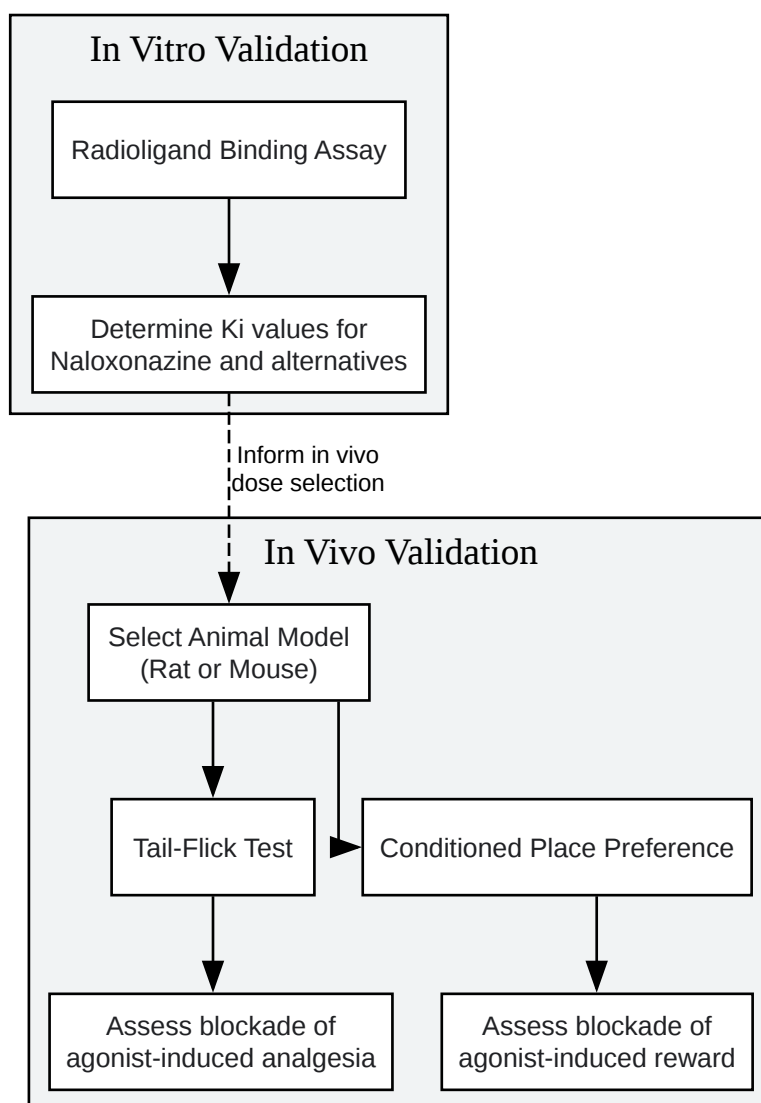 In Vitro Validation
Radioligand Binding Assay
Determine Ki values for
Naloxonazine and alternatives
Inform in vivo
dose selection
In Vivo Validation
Select Animal Model
(Rat or Mouse)
Tail-Flick Test
Conditioned Place Preference
Assess blockade of
agonist-induced analgesia
Assess blockade of
agonist-induced reward